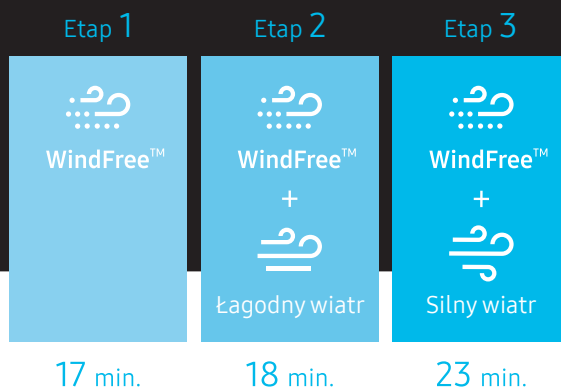 Etap 1
Etap 2
Etap 3
WindFree™
WindFree™
+
Łagodny wiatr
WindFree™
+
Silny wiatr
17 min.
18 min.
23 min.